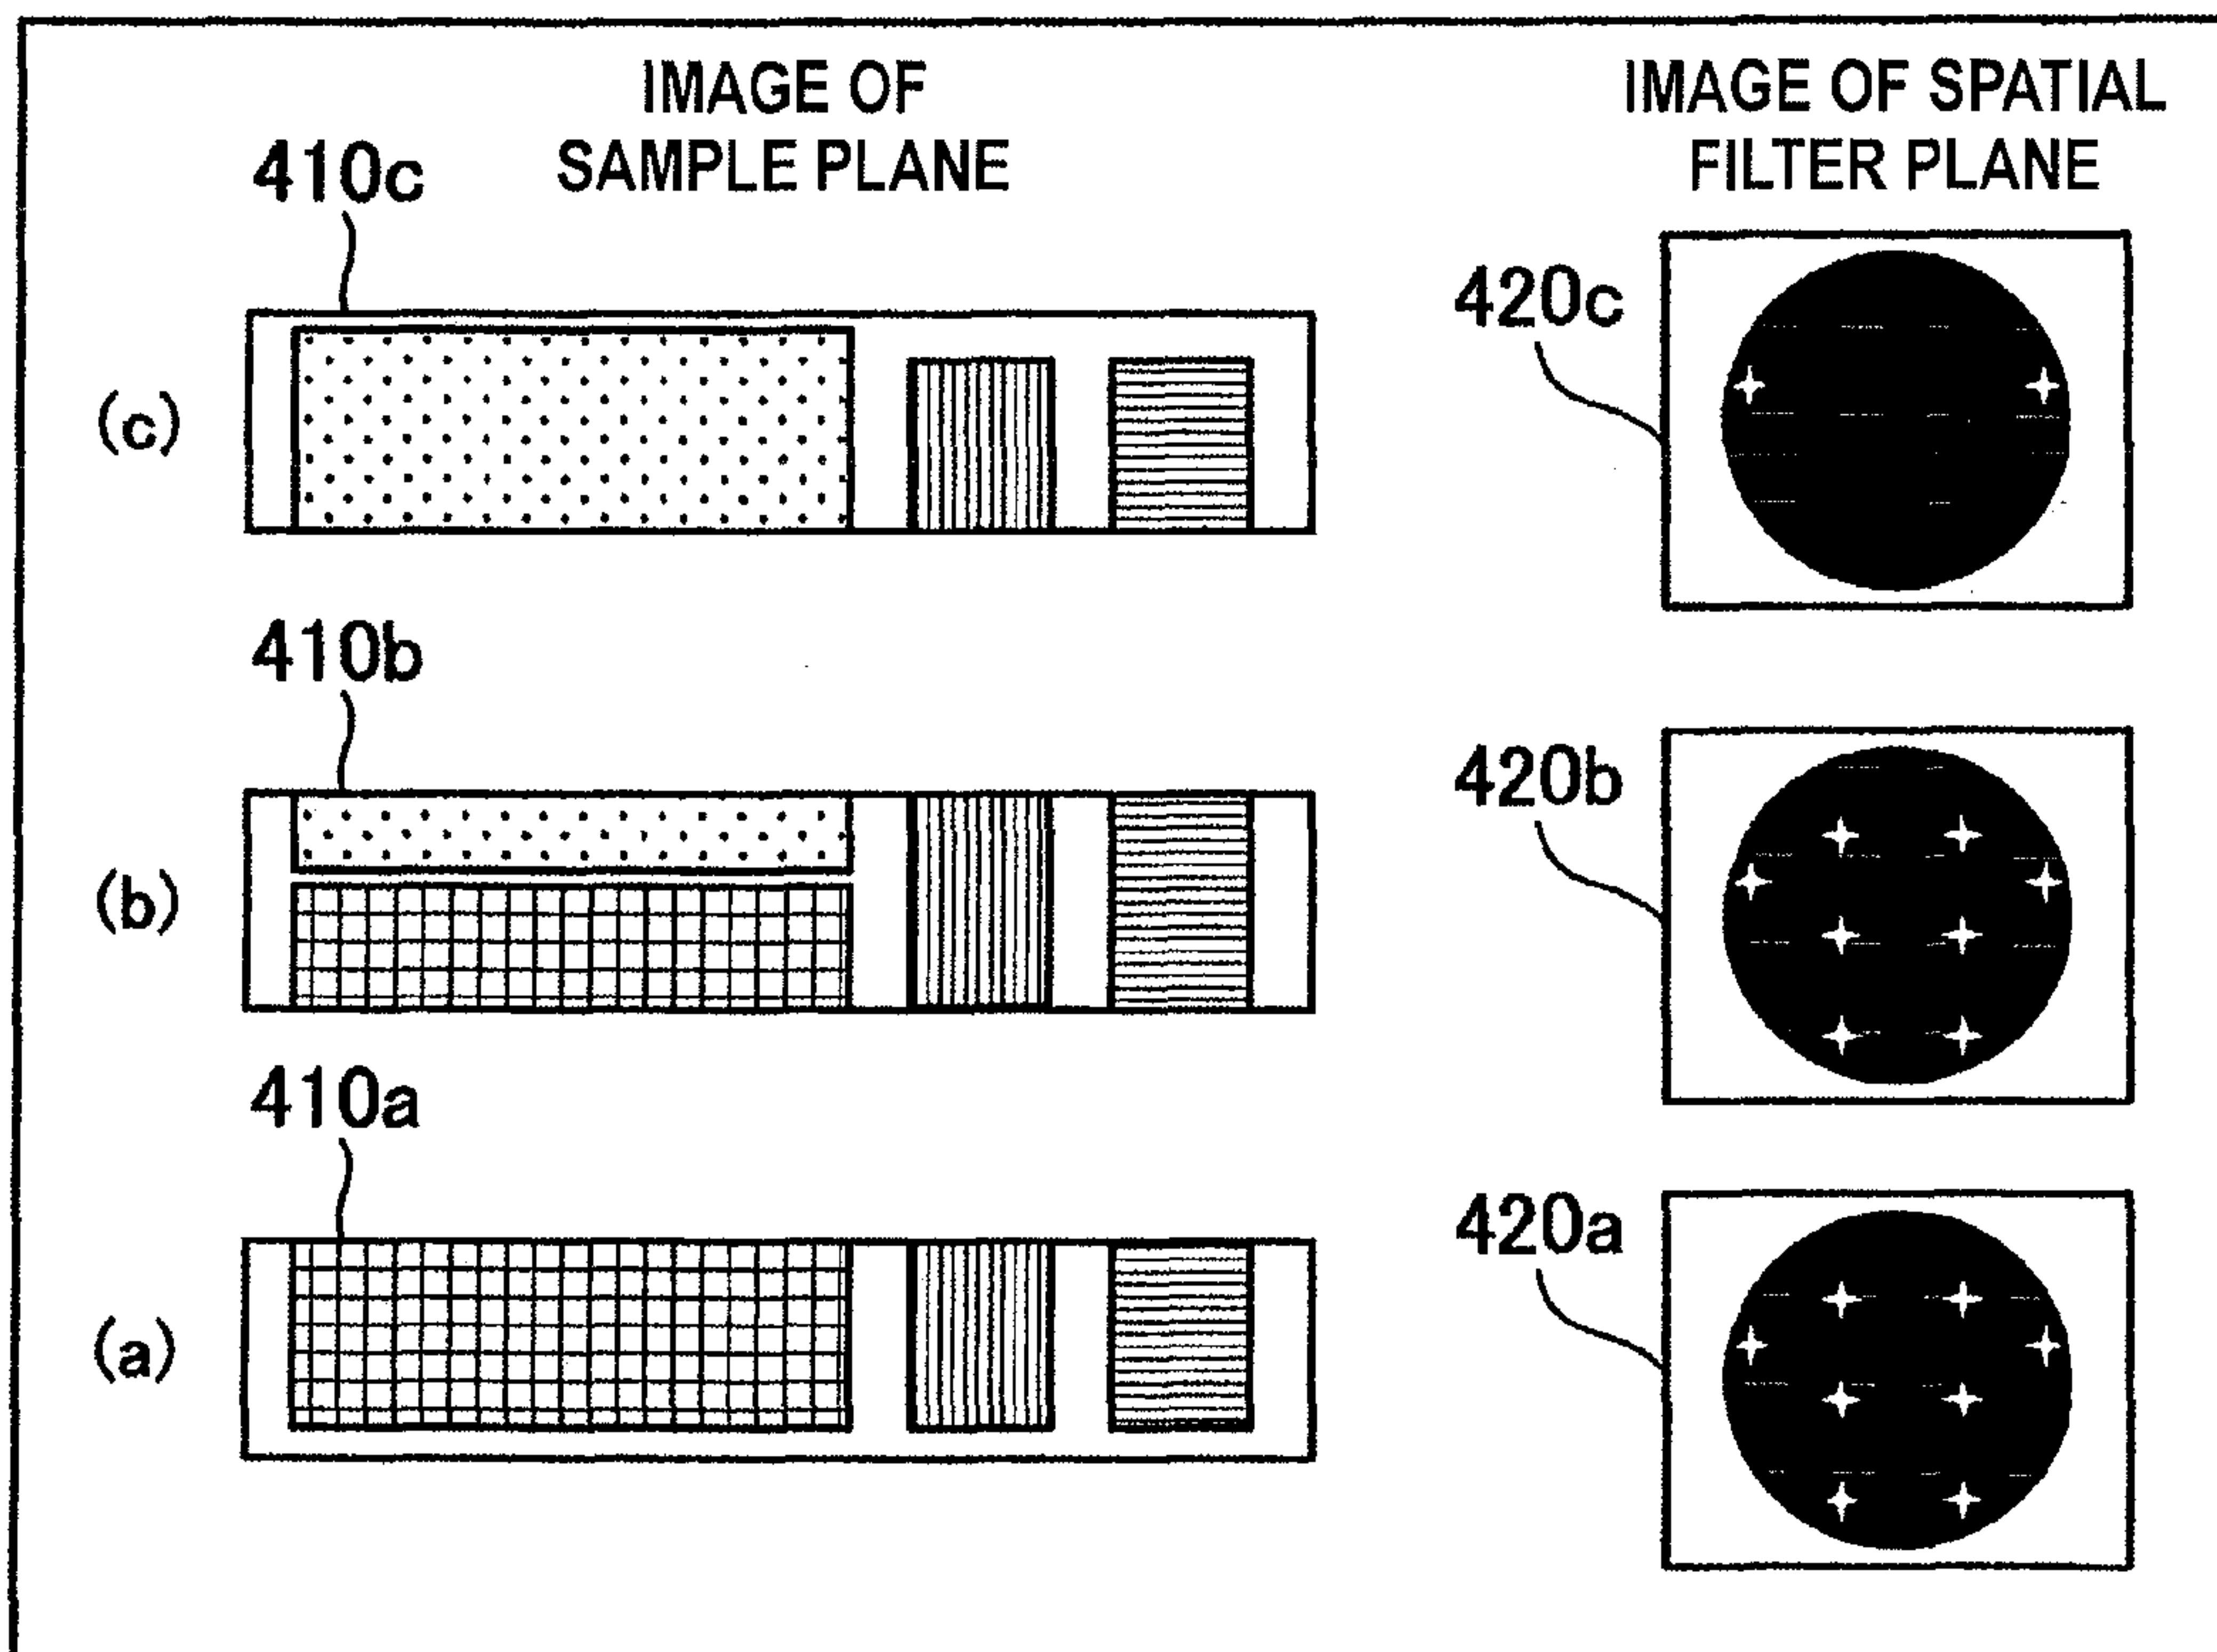 IMAGE OF
SAMPLE PLANE
IMAGE OF SPATIAL
FILTER PLANE
410c
420c
(c)
410b
420b
(b)
410a
420a
(a)